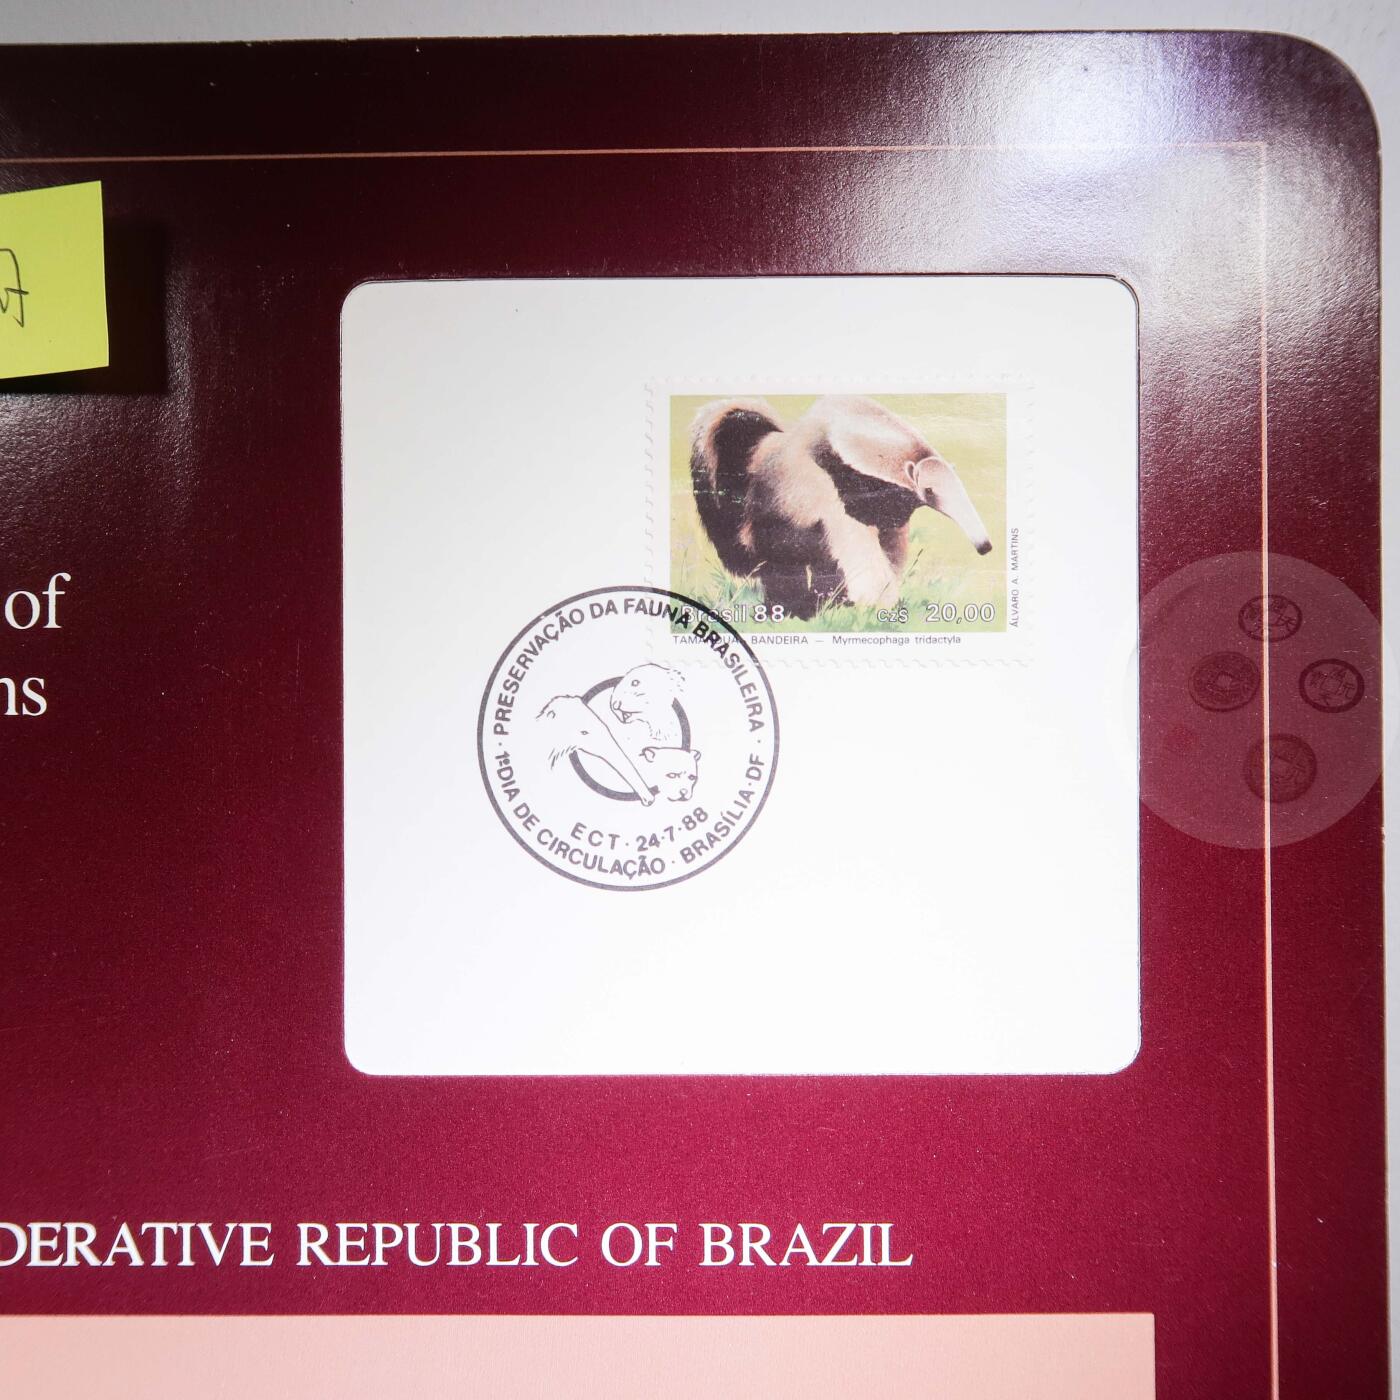 of
ns
Brasil 88
Cz$ 20,00
ÁLVARO A. MARTINS
BANDEIRA — Myrmecophaga tridactyla
PRESERVAÇÃO DA FAUNA BRASILEIRA
1º DIA DE CIRCULAÇÃO · BRASÍLIA · DF
ECT · 24·7·88
DERATIVE REPUBLIC OF BRAZIL